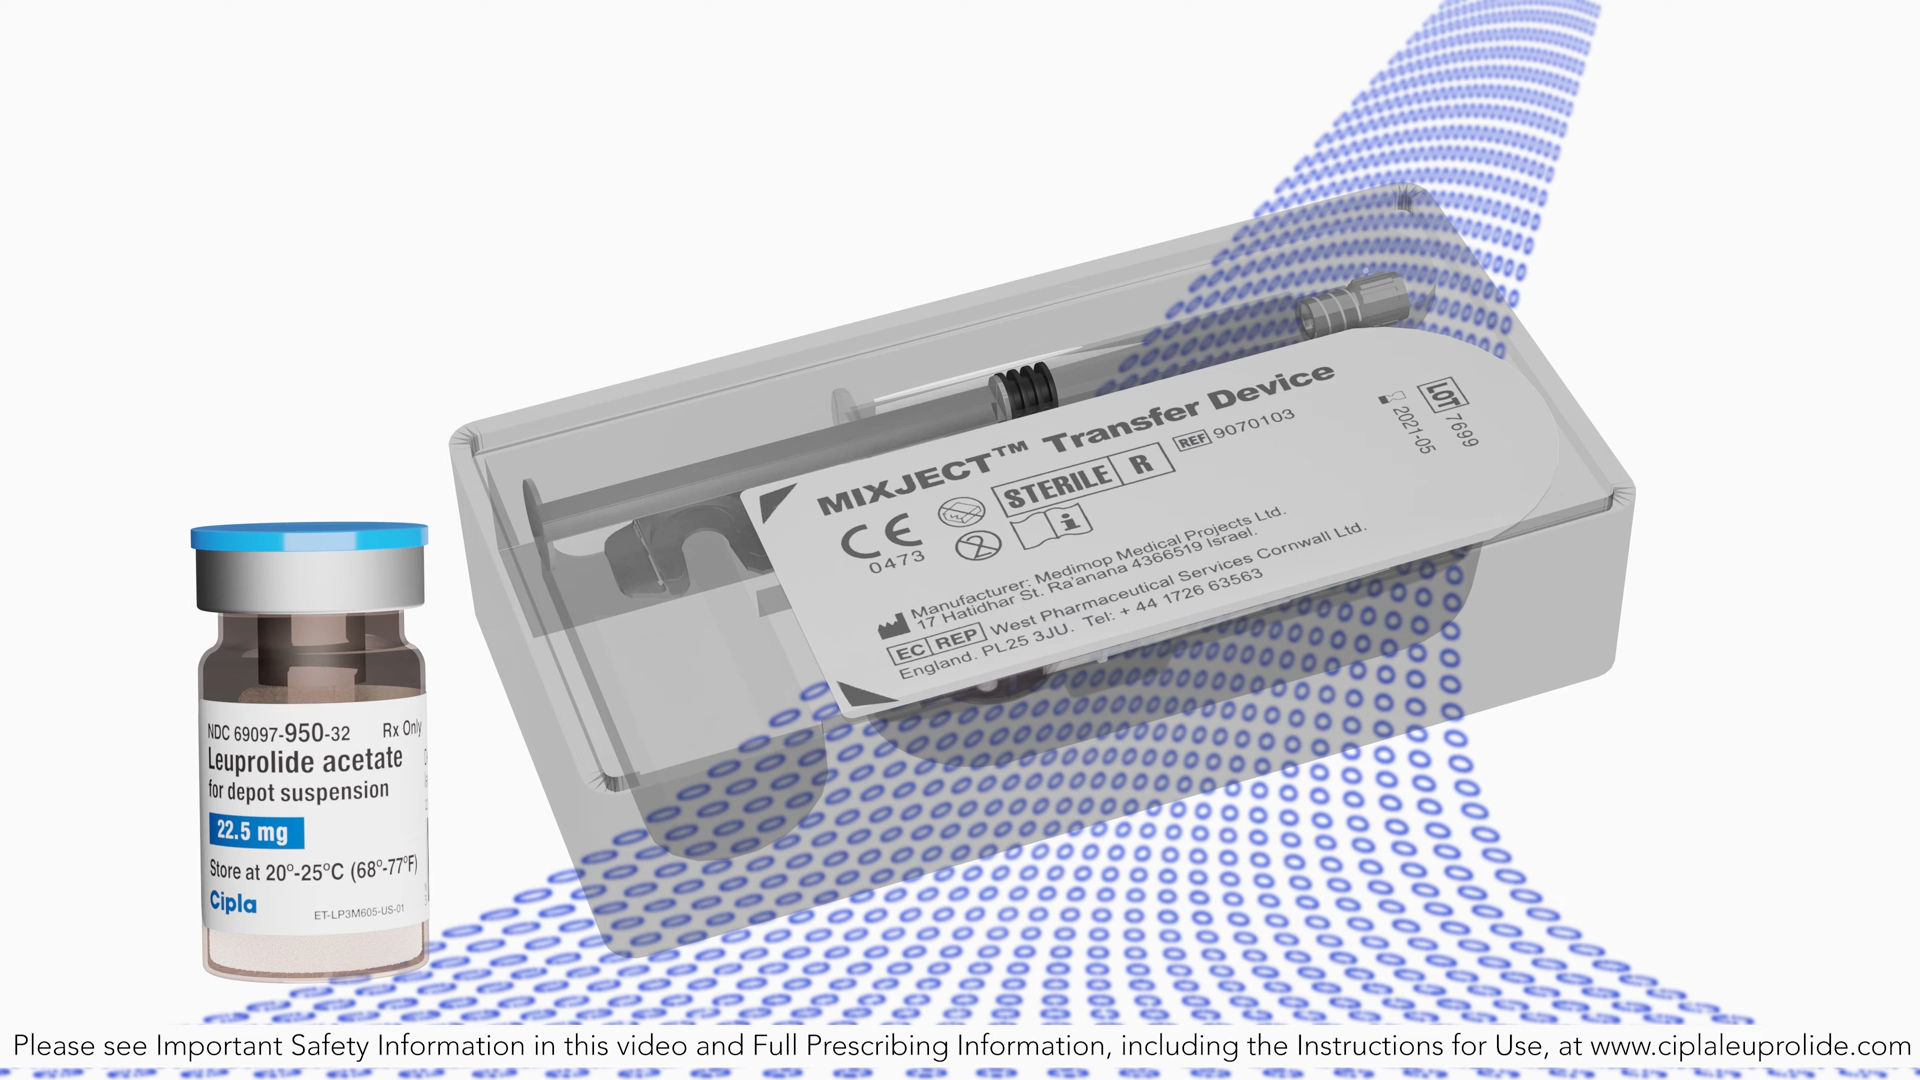 MIXJECT™ Transfer Device
REF 9070103
STERILE R
CE
0473
LOT 7699
2021-05
Manufacturer: Medimop Medical Projects Ltd.
17 Hatidhar St. Ra'anana 4366519 Israel.
EC REP West Pharmaceutical Services Cornwall Ltd.
England. PL25 3JU. Tel: + 44 1726 63563
NDC 69097-950-32 Rx Only
Leuprolide acetate
for depot suspension
22.5 mg
Store at 20º-25ºC (68º-77ºF)
Cipla
ET-LP3M605-US-01
Please see Important Safety Information in this video and Full Prescribing Information, including the Instructions for Use, at www.ciplaleuprolide.com